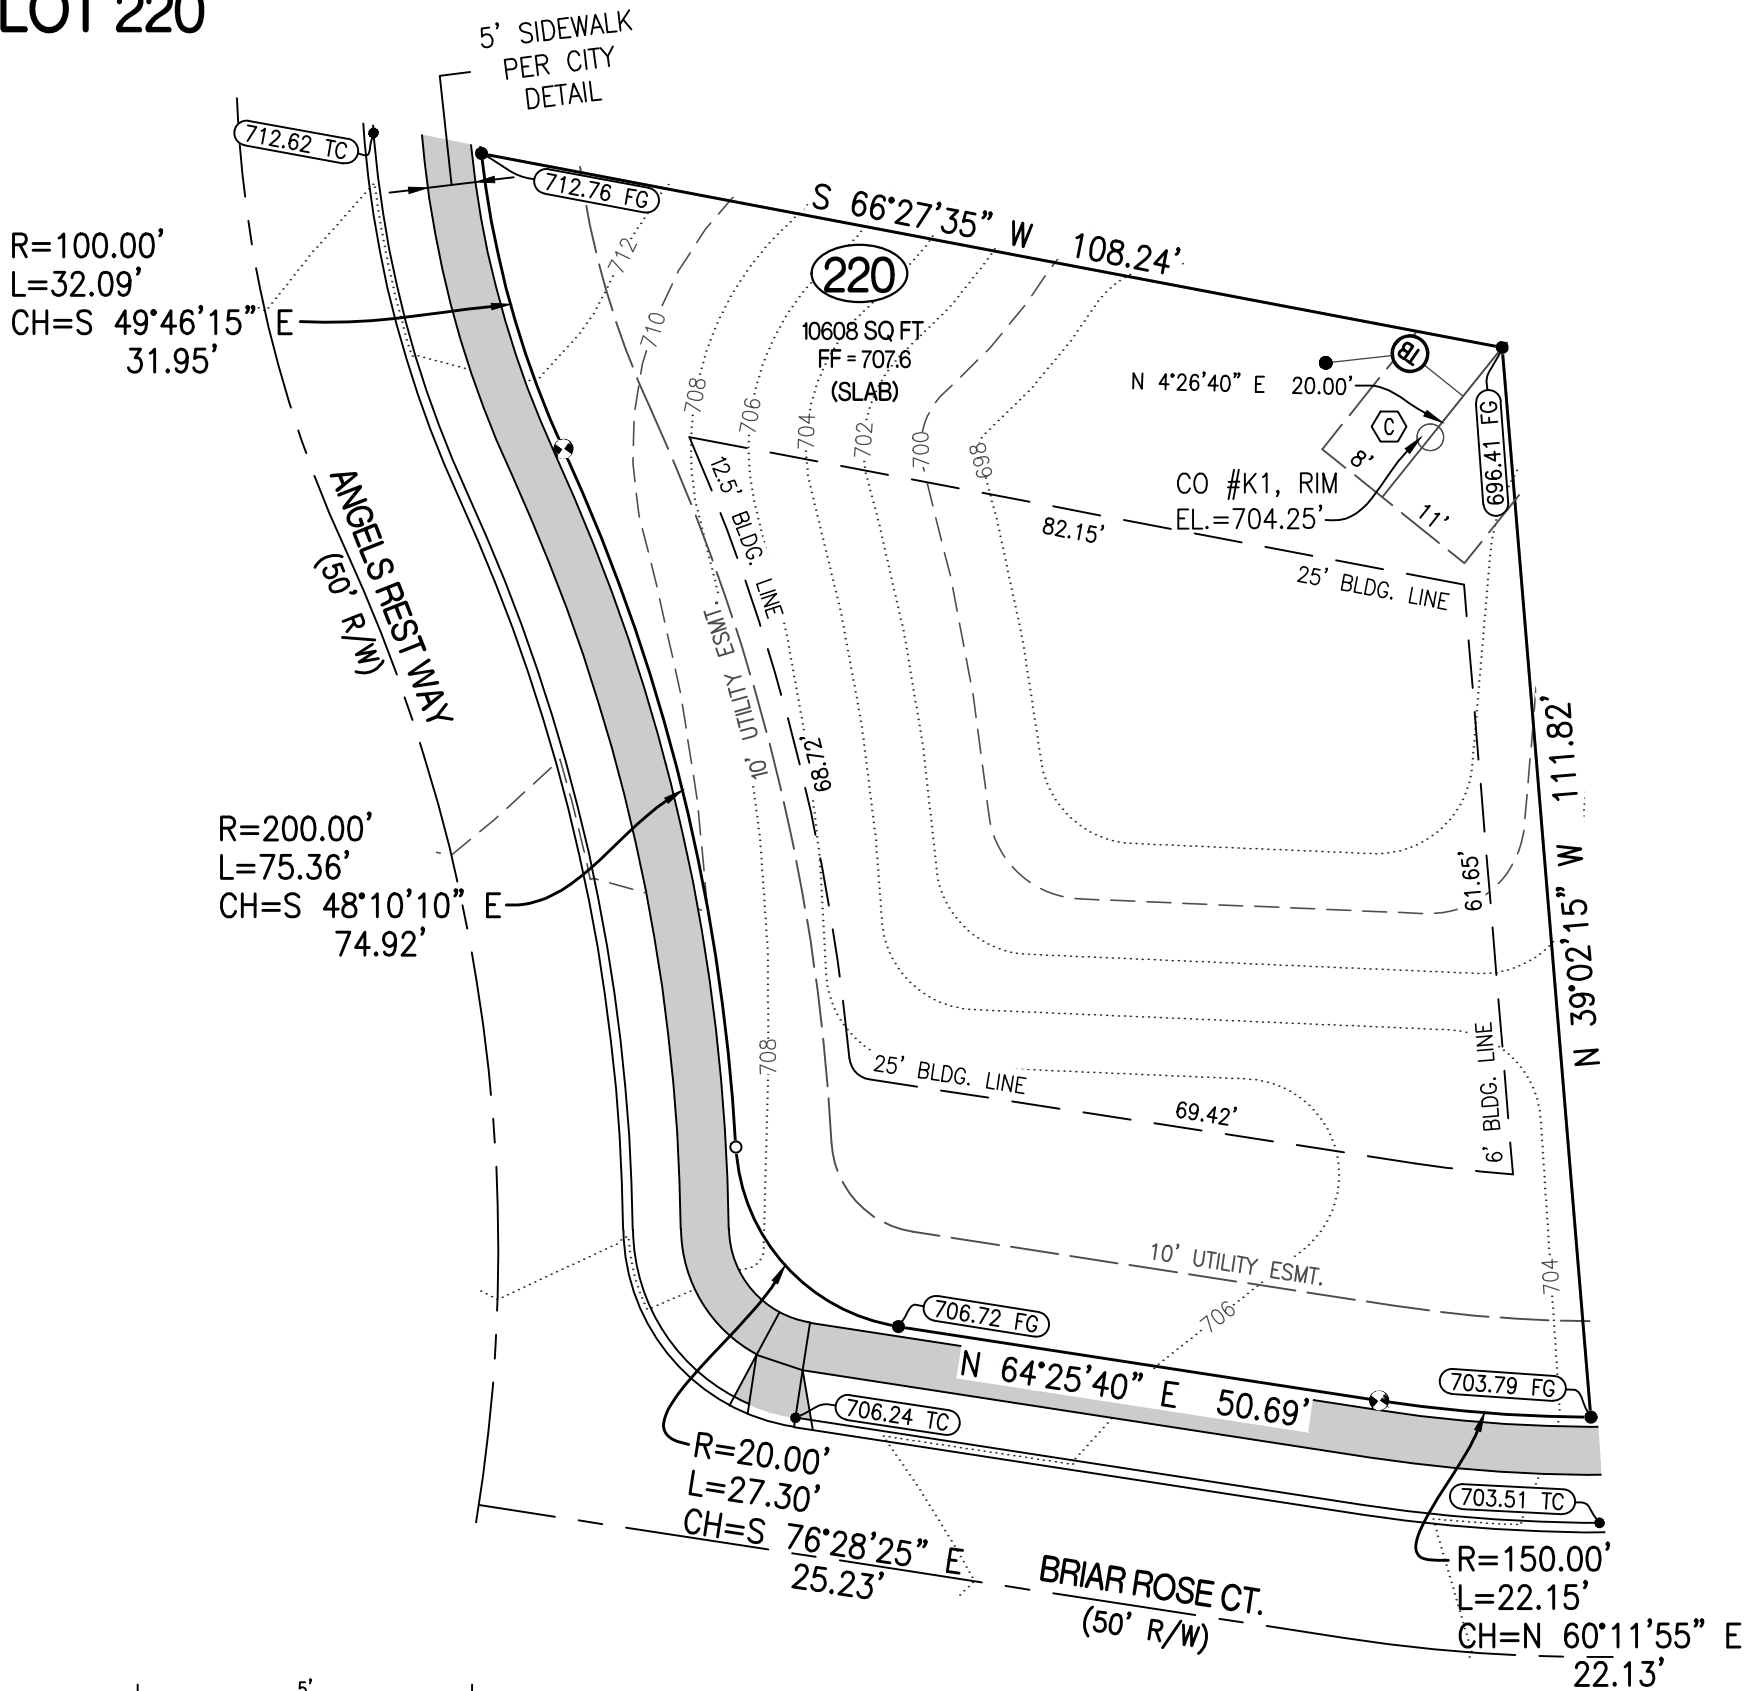 LOT 220
5' SIDEWALK
PER CITY
DETAIL
712.62 TC
712.76 FG
S 66°27'35" W 108.24'
R=100.00'
L=32.09'
CH=S 49°46'15" E
31.95'
712
710
708
706
704
702
700
698
220
10608 SQ FT
FF = 707.6
(SLAB)
TB
N 4°26'40" E 20.00'
C
8'
11'
696.41 FG
CO #K1, RIM
EL.=704.25'
82.15'
25' BLDG. LINE
12.5' BLDG. LINE
10' UTILITY ESMT.
68.72'
ANGELS REST WAY
(50' R/W)
R=200.00'
L=75.36'
CH=S 48°10'10" E
74.92'
61.65'
N 39°02'15" W 111.82'
6' BLDG. LINE
708
25' BLDG. LINE
69.42'
10' UTILITY ESMT.
704
706
706.72 FG
N 64°25'40" E 50.69'
703.79 FG
706.24 TC
703.51 TC
R=20.00'
L=27.30'
CH=S 76°28'25" E
25.23'
BRIAR ROSE CT.
(50' R/W)
R=150.00'
L=22.15'
CH=N 60°11'55" E
22.13'
5'